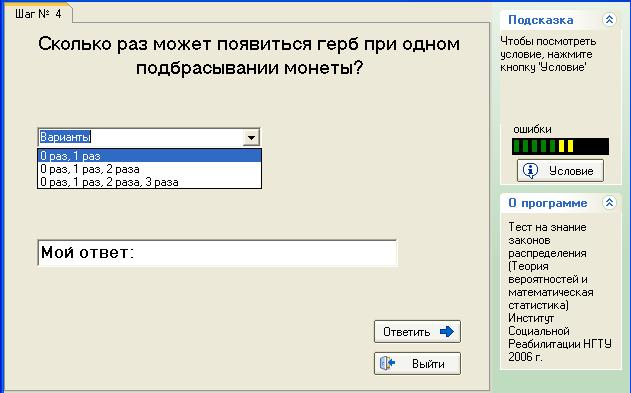 Шаг № 4
Сколько раз может появиться герб при одном
подбрасывании монеты?
Варианты
0 раз, 1 раз
0 раз, 1 раз, 2 раза
0 раз, 1 раз, 2 раза, 3 раза
Мой ответ:
Ответить
Выйти
Подсказка
Чтобы посмотреть
условие, нажмите
кнопку 'Условие'
ошибки
Условие
О программе
Тест на знание
законов
распределения
(Теория
вероятностей и
математическая
статистика)
Институт
Социальной
Реабилитации НГТУ
2006 г.